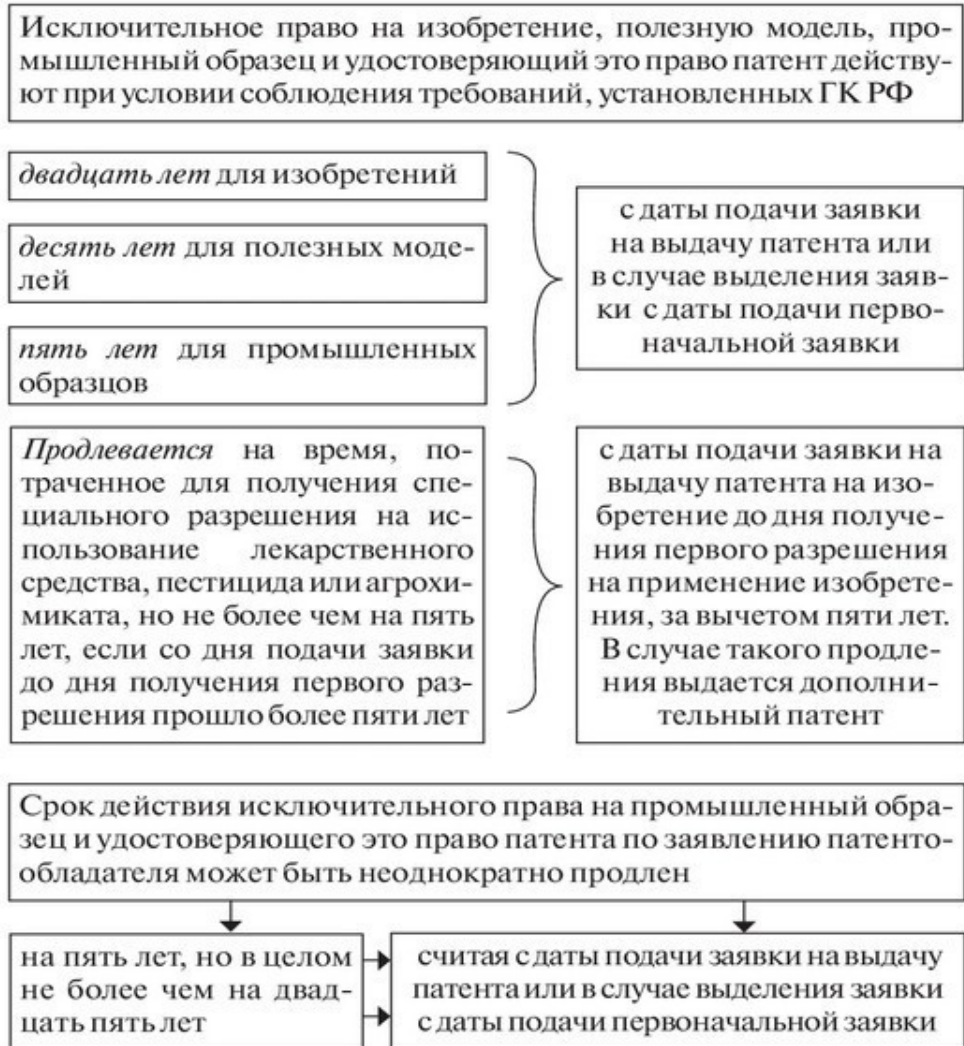 Исключительное право на изобретение, полезную модель, про-
мышленный образец и удостоверяющий это право патент действу-
ют при условии соблюдения требований, установленных ГК РФ
двадцать лет для изобретений
десять лет для полезных моде-
лей
пять лет для промышленных
образцов
с даты подачи заявки
на выдачу патента или
в случае выделения заяв-
ки с даты подачи перво-
начальной заявки
Продлевается на время, по-
траченное для получения спе-
циального разрешения на ис-
пользование лекарственного
средства, пестицида или агрохи-
миката, но не более чем на пять
лет, если со дня подачи заявки
до дня получения первого раз-
решения прошло более пяти лет
с даты подачи заявки на
выдачу патента на изо-
бретение до дня получе-
ния первого разрешения
на применение изобрете-
ния, за вычетом пяти лет.
В случае такого продле-
ния выдается дополни-
тельный патент
Срок действия исключительного права на промышленный обра-
зец и удостоверяющего это право патента по заявлению патенто-
обладателя может быть неоднократно продлен
на пять лет, но в целом
не более чем на двад-
цать пять лет
считая с даты подачи заявки на выдачу
патента или в случае выделения заявки
с даты подачи первоначальной заявки